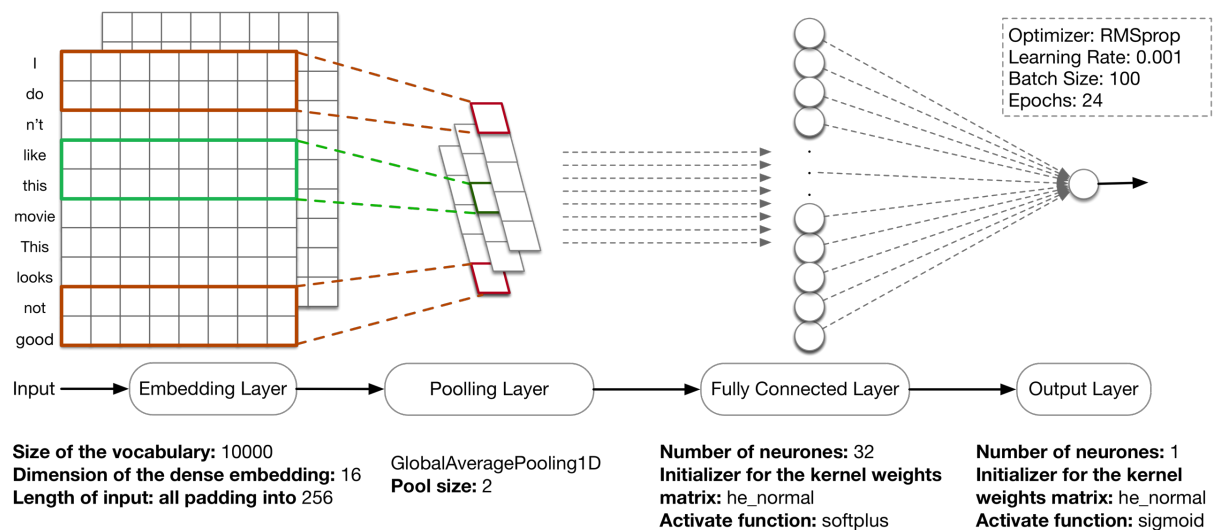 Optimizer: RMSprop
Learning Rate: 0.001
Batch Size: 100
Epochs: 24
I
do
n't
like
this
movie
This
looks
not
good
Input
Embedding Layer
Poolling Layer
Fully Connected Layer
Output Layer
Size of the vocabulary: 10000
Dimension of the dense embedding: 16
Length of input: all padding into 256
GlobalAveragePooling1D
Pool size: 2
Number of neurones: 32
Initializer for the kernel weights
matrix: he_normal
Activate function: softplus
Number of neurones: 1
Initializer for the kernel
weights matrix: he_normal
Activate function: sigmoid